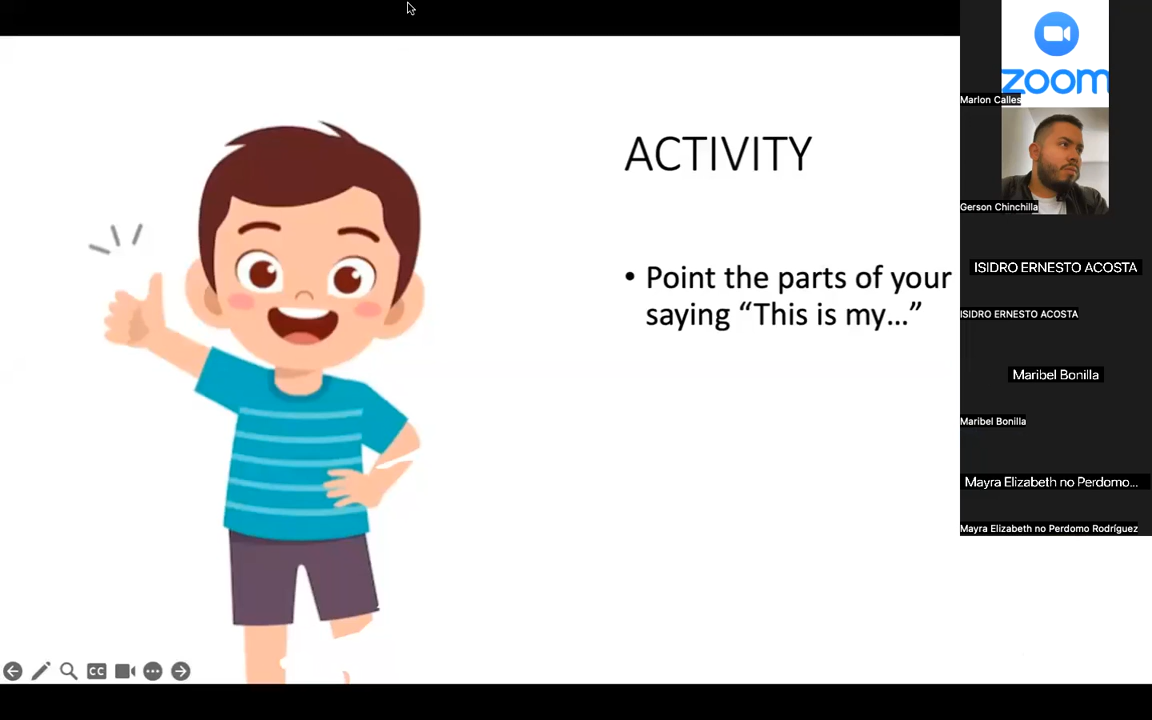 ACTIVITY
• Point the parts of your
saying “This is my...”
zoom
Marlon Calles
Gerson Chinchilla
ISIDRO ERNESTO ACOSTA
ISIDRO ERNESTO ACOSTA
Maribel Bonilla
Maribel Bonilla
Mayra Elizabeth no Perdomo...
Mayra Elizabeth no Perdomo Rodríguez
CC